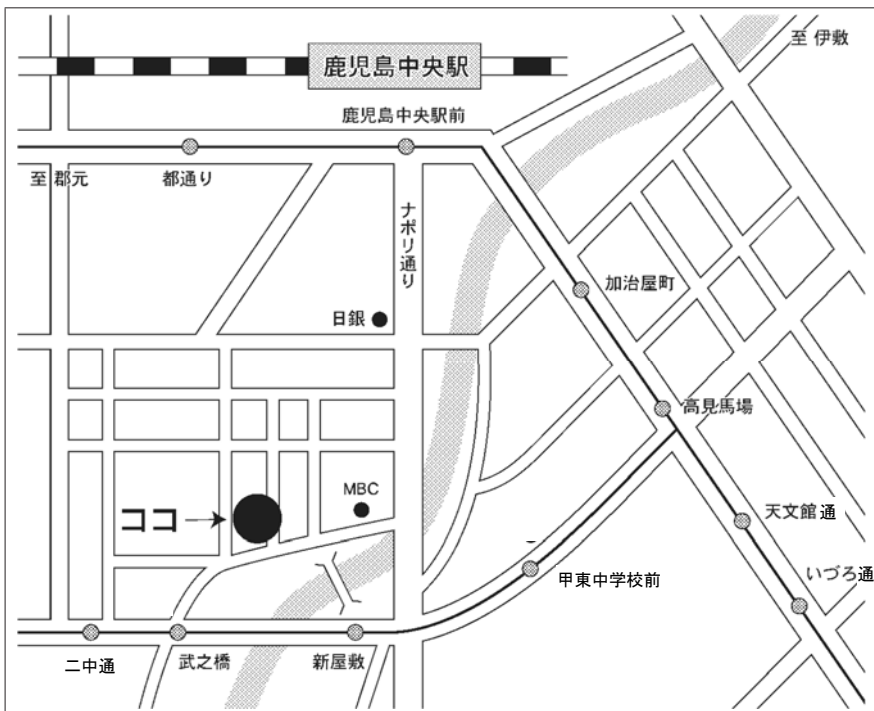 至 伊敷
鹿児島中央駅
鹿児島中央駅前
至 郡元
都通り
ナポリ通り
加治屋町
日銀
高見馬場
MBC
ココ
天文館通
甲東中学校前
いづろ通
二中通
武之橋
新屋敷